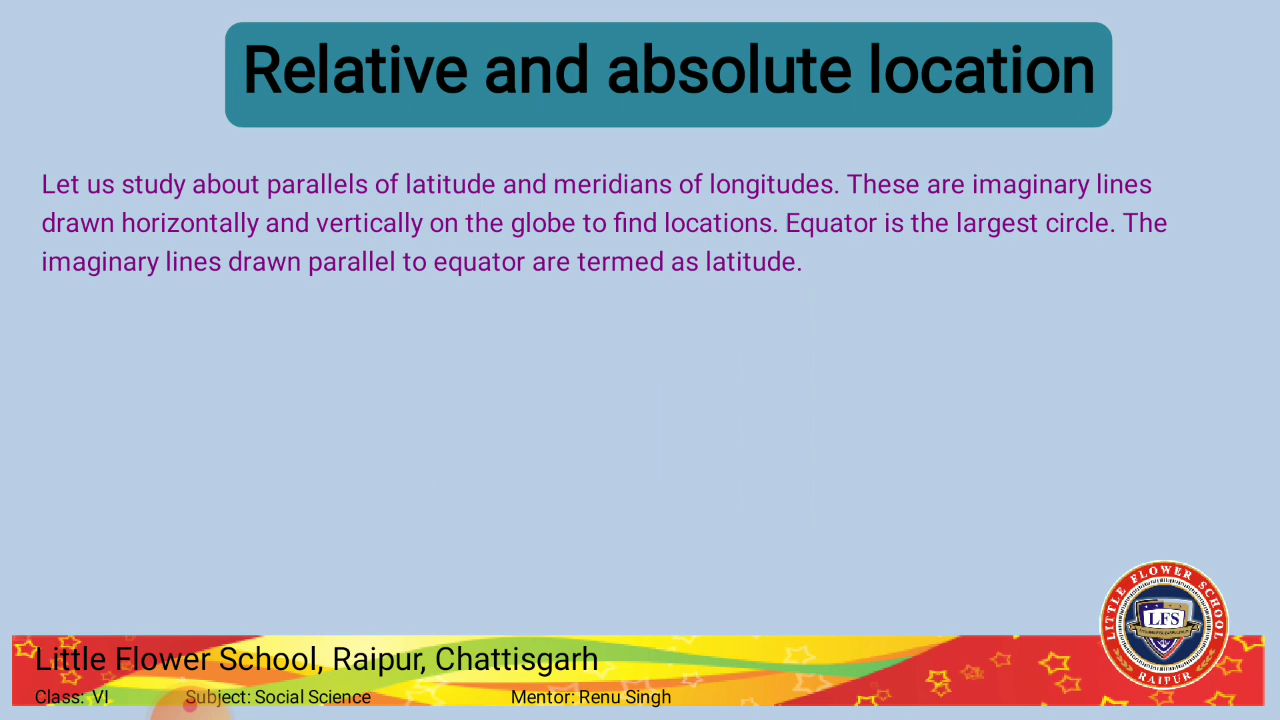 Relative and absolute location
Let us study about parallels of latitude and meridians of longitudes. These are imaginary lines
drawn horizontally and vertically on the globe to find locations. Equator is the largest circle. The
imaginary lines drawn parallel to equator are termed as latitude.
LITTLE FLOWER SCHOOL
LFS
RAIPUR
Little Flower School, Raipur, Chattisgarh
Class: VI Subject: Social Science Mentor: Renu Singh